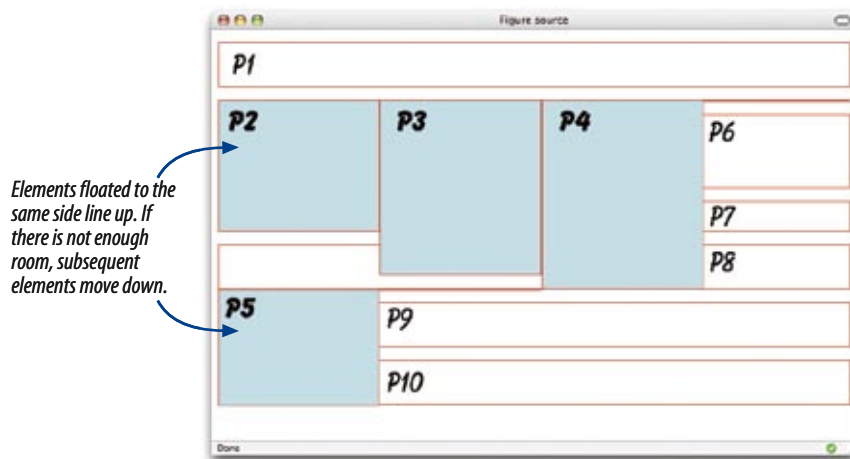 Figure source
P1
P2
P3
P4
P6
P7
P8
P5
P9
P10
Elements floated to the
same side line up. If
there is not enough
room, subsequent
elements move down.
Done